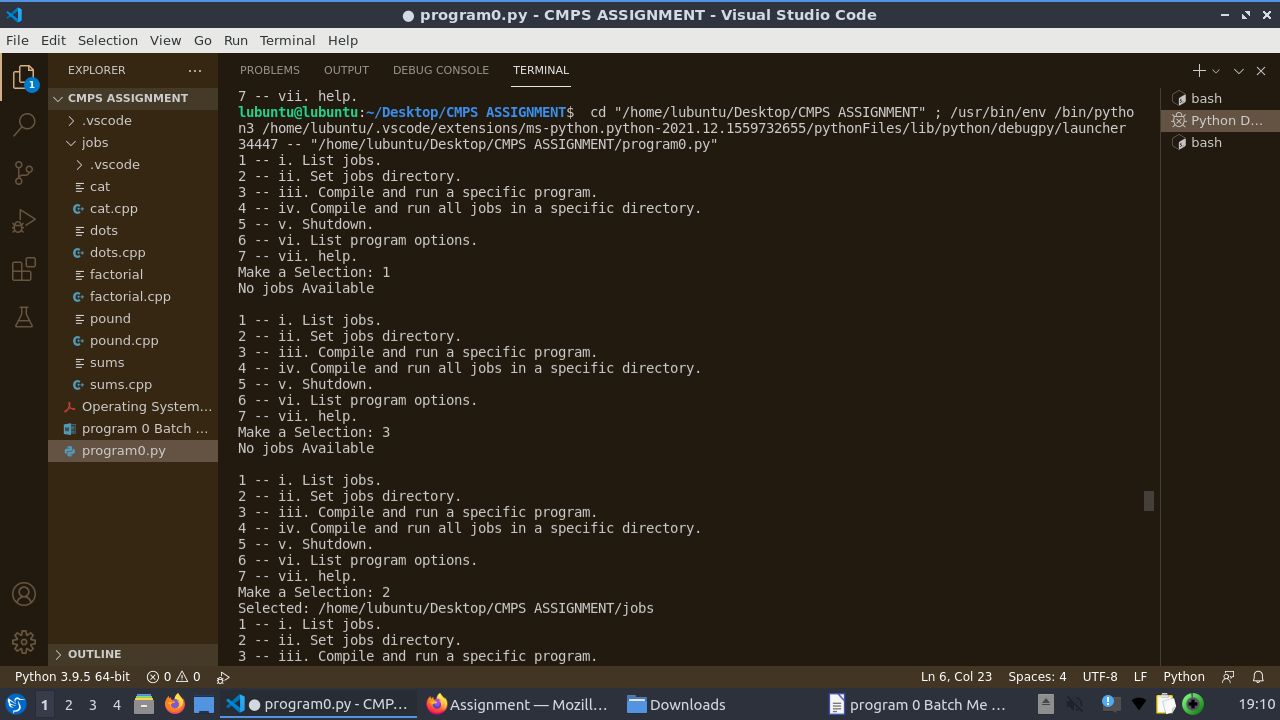 ● program0.py - CMPS ASSIGNMENT - Visual Studio Code
File Edit Selection View Go Run Terminal Help
EXPLORER ···
1
CMPS ASSIGNMENT
.vscode
jobs
.vscode
cat
cat.cpp
dots
dots.cpp
factorial
factorial.cpp
pound
pound.cpp
sums
sums.cpp
Operating System...
program 0 Batch ...
program0.py
OUTLINE
PROBLEMS OUTPUT DEBUG CONSOLE TERMINAL
7 -- vii. help.
lubuntu@lubuntu:~/Desktop/CMPS ASSIGNMENT$  cd "/home/lubuntu/Desktop/CMPS ASSIGNMENT" ; /usr/bin/env /bin/pytho
n3 /home/lubuntu/.vscode/extensions/ms-python.python-2021.12.1559732655/pythonFiles/lib/python/debugpy/launcher
34447 -- "/home/lubuntu/Desktop/CMPS ASSIGNMENT/program0.py"
1 -- i. List jobs.
2 -- ii. Set jobs directory.
3 -- iii. Compile and run a specific program.
4 -- iv. Compile and run all jobs in a specific directory.
5 -- v. Shutdown.
6 -- vi. List program options.
7 -- vii. help.
Make a Selection: 1
No jobs Available
1 -- i. List jobs.
2 -- ii. Set jobs directory.
3 -- iii. Compile and run a specific program.
4 -- iv. Compile and run all jobs in a specific directory.
5 -- v. Shutdown.
6 -- vi. List program options.
7 -- vii. help.
Make a Selection: 3
No jobs Available
1 -- i. List jobs.
2 -- ii. Set jobs directory.
3 -- iii. Compile and run a specific program.
4 -- iv. Compile and run all jobs in a specific directory.
5 -- v. Shutdown.
6 -- vi. List program options.
7 -- vii. help.
Make a Selection: 2
Selected: /home/lubuntu/Desktop/CMPS ASSIGNMENT/jobs
1 -- i. List jobs.
2 -- ii. Set jobs directory.
3 -- iii. Compile and run a specific program.
bash
Python D...
bash
Python 3.9.5 64-bit 0 0 Ln 6, Col 23 Spaces: 4 UTF-8 LF Python
1 2 3 4 ● program0.py - CMP... Assignment — Mozill... Downloads program 0 Batch Me ... 19:10